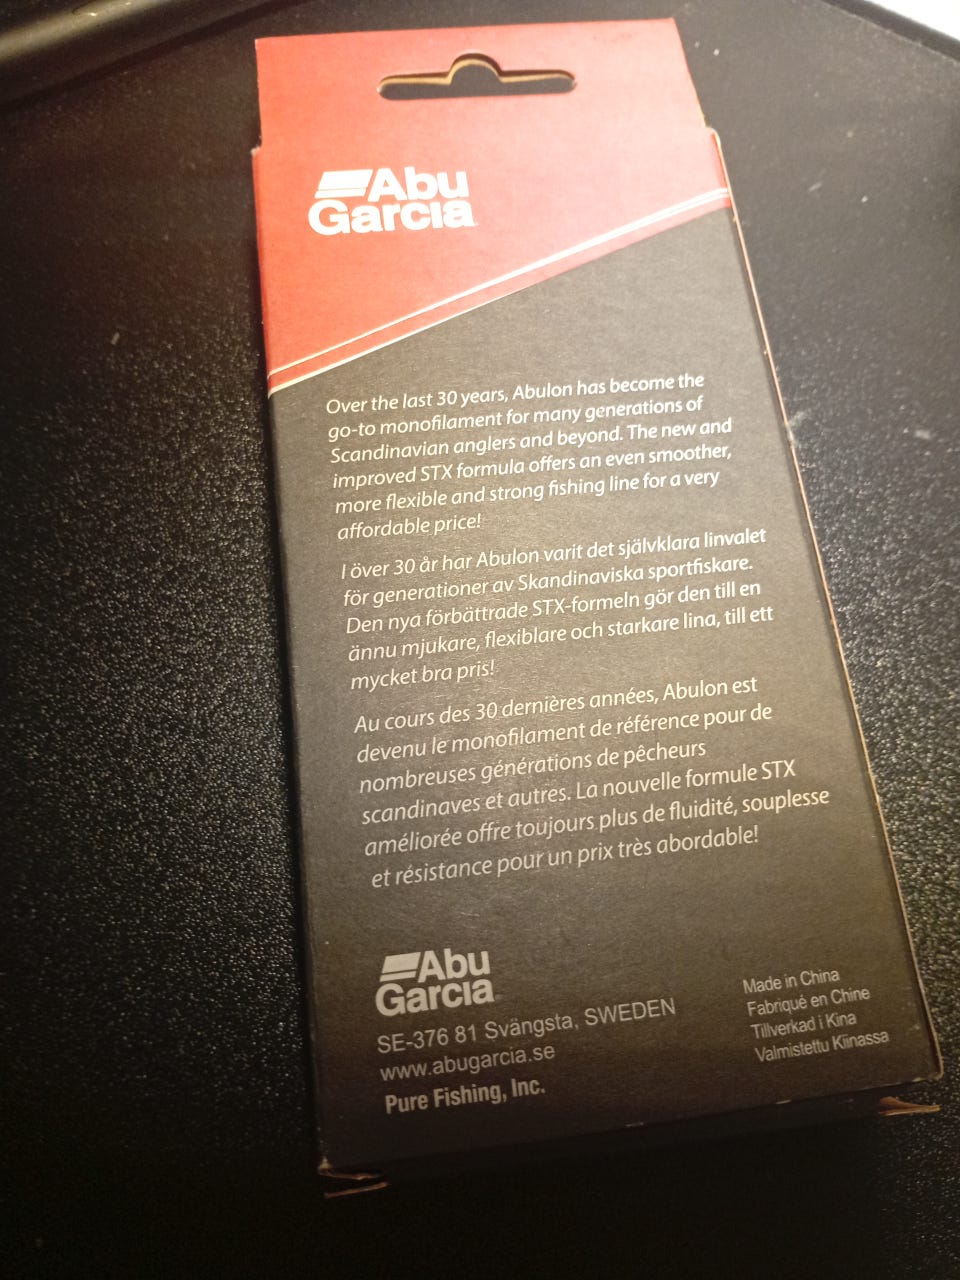 Abu
Garcia
Over the last 30 years, Abulon has become the
go-to monofilament for many generations of
Scandinavian anglers and beyond. The new and
improved STX formula offers an even smoother,
more flexible and strong fishing line for a very
affordable price!
I över 30 år har Abulon varit det självklara linvalet
för generationer av Skandinaviska sportfiskare.
Den nya förbättrade STX-formeln gör den till en
ännu mjukare, flexiblare och starkare lina, till ett
mycket bra pris!
Au cours des 30 dernières années, Abulon est
devenu le monofilament de référence pour de
nombreuses générations de pêcheurs
scandinaves et autres. La nouvelle formule STX
améliorée offre toujours plus de fluidité, souplesse
et résistance pour un prix très abordable!
Abu
Garcia
SE-376 81 Svängsta, SWEDEN
www.abugarcia.se
Pure Fishing, Inc.
Made in China
Fabriqué en Chine
Tillverkad i Kina
Valmistettu Kiinassa